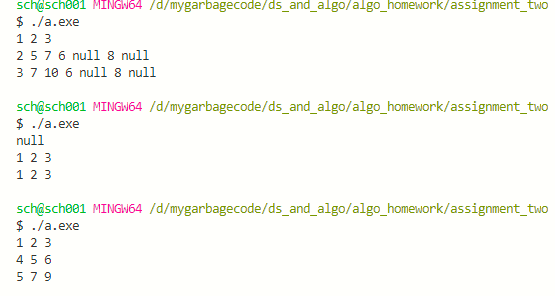 sch@sch001 MINGW64 /d/mygarbagecode/ds_and_algo/algo_homework/assignment_two
$ ./a.exe
1 2 3
2 5 7 6 null 8 null
3 7 10 6 null 8 null
sch@sch001 MINGW64 /d/mygarbagecode/ds_and_algo/algo_homework/assignment_two
$ ./a.exe
null
1 2 3
1 2 3
sch@sch001 MINGW64 /d/mygarbagecode/ds_and_algo/algo_homework/assignment_two
$ ./a.exe
1 2 3
4 5 6
5 7 9